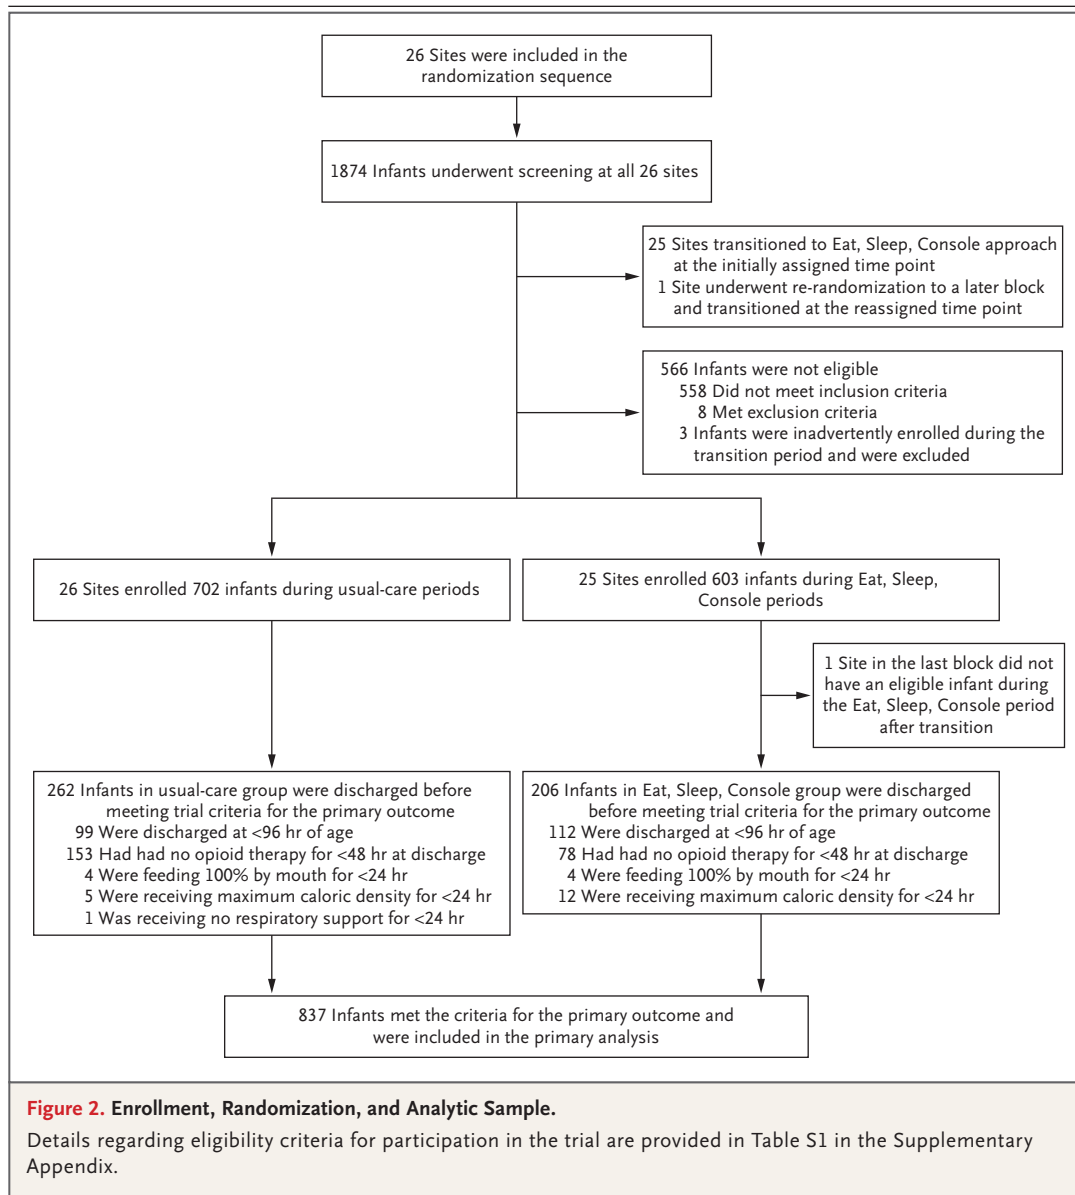 26 Sites were included in the
randomization sequence
1874 Infants underwent screening at all 26 sites
25 Sites transitioned to Eat, Sleep, Console approach
at the initially assigned time point
1 Site underwent re-randomization to a later block
and transitioned at the reassigned time point
566 Infants were not eligible
558 Did not meet inclusion criteria
8 Met exclusion criteria
3 Infants were inadvertently enrolled during the
transition period and were excluded
26 Sites enrolled 702 infants during usual-care periods
25 Sites enrolled 603 infants during Eat, Sleep,
Console periods
1 Site in the last block did not
have an eligible infant during
the Eat, Sleep, Console period
after transition
262 Infants in usual-care group were discharged before
meeting trial criteria for the primary outcome
99 Were discharged at <96 hr of age
153 Had had no opioid therapy for <48 hr at discharge
4 Were feeding 100% by mouth for <24 hr
5 Were receiving maximum caloric density for <24 hr
1 Was receiving no respiratory support for <24 hr
206 Infants in Eat, Sleep, Console group were discharged
before meeting trial criteria for the primary outcome
112 Were discharged at <96 hr of age
78 Had had no opioid therapy for <48 hr at discharge
4 Were feeding 100% by mouth for <24 hr
12 Were receiving maximum caloric density for <24 hr
837 Infants met the criteria for the primary outcome and
were included in the primary analysis
Figure 2. Enrollment, Randomization, and Analytic Sample.
Details regarding eligibility criteria for participation in the trial are provided in Table S1 in the Supplementary
Appendix.